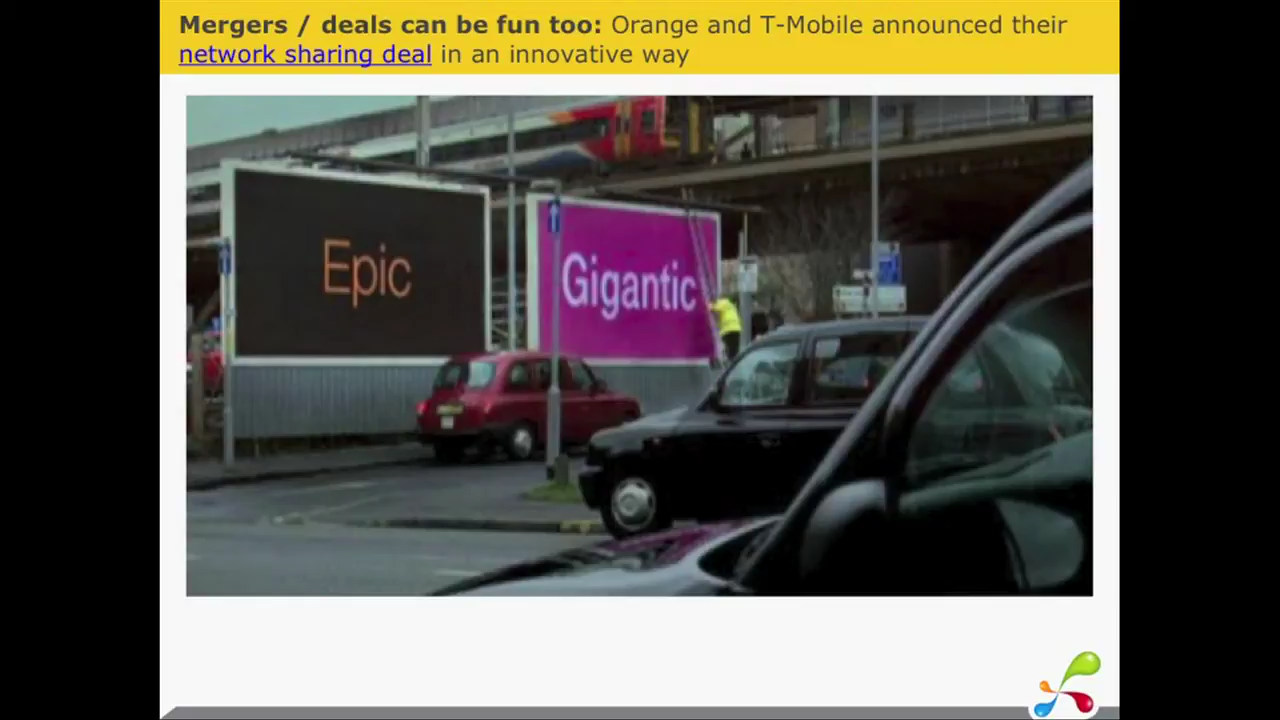 Mergers / deals can be fun too: Orange and T-Mobile announced their
network sharing deal in an innovative way
Epic
Gigantic